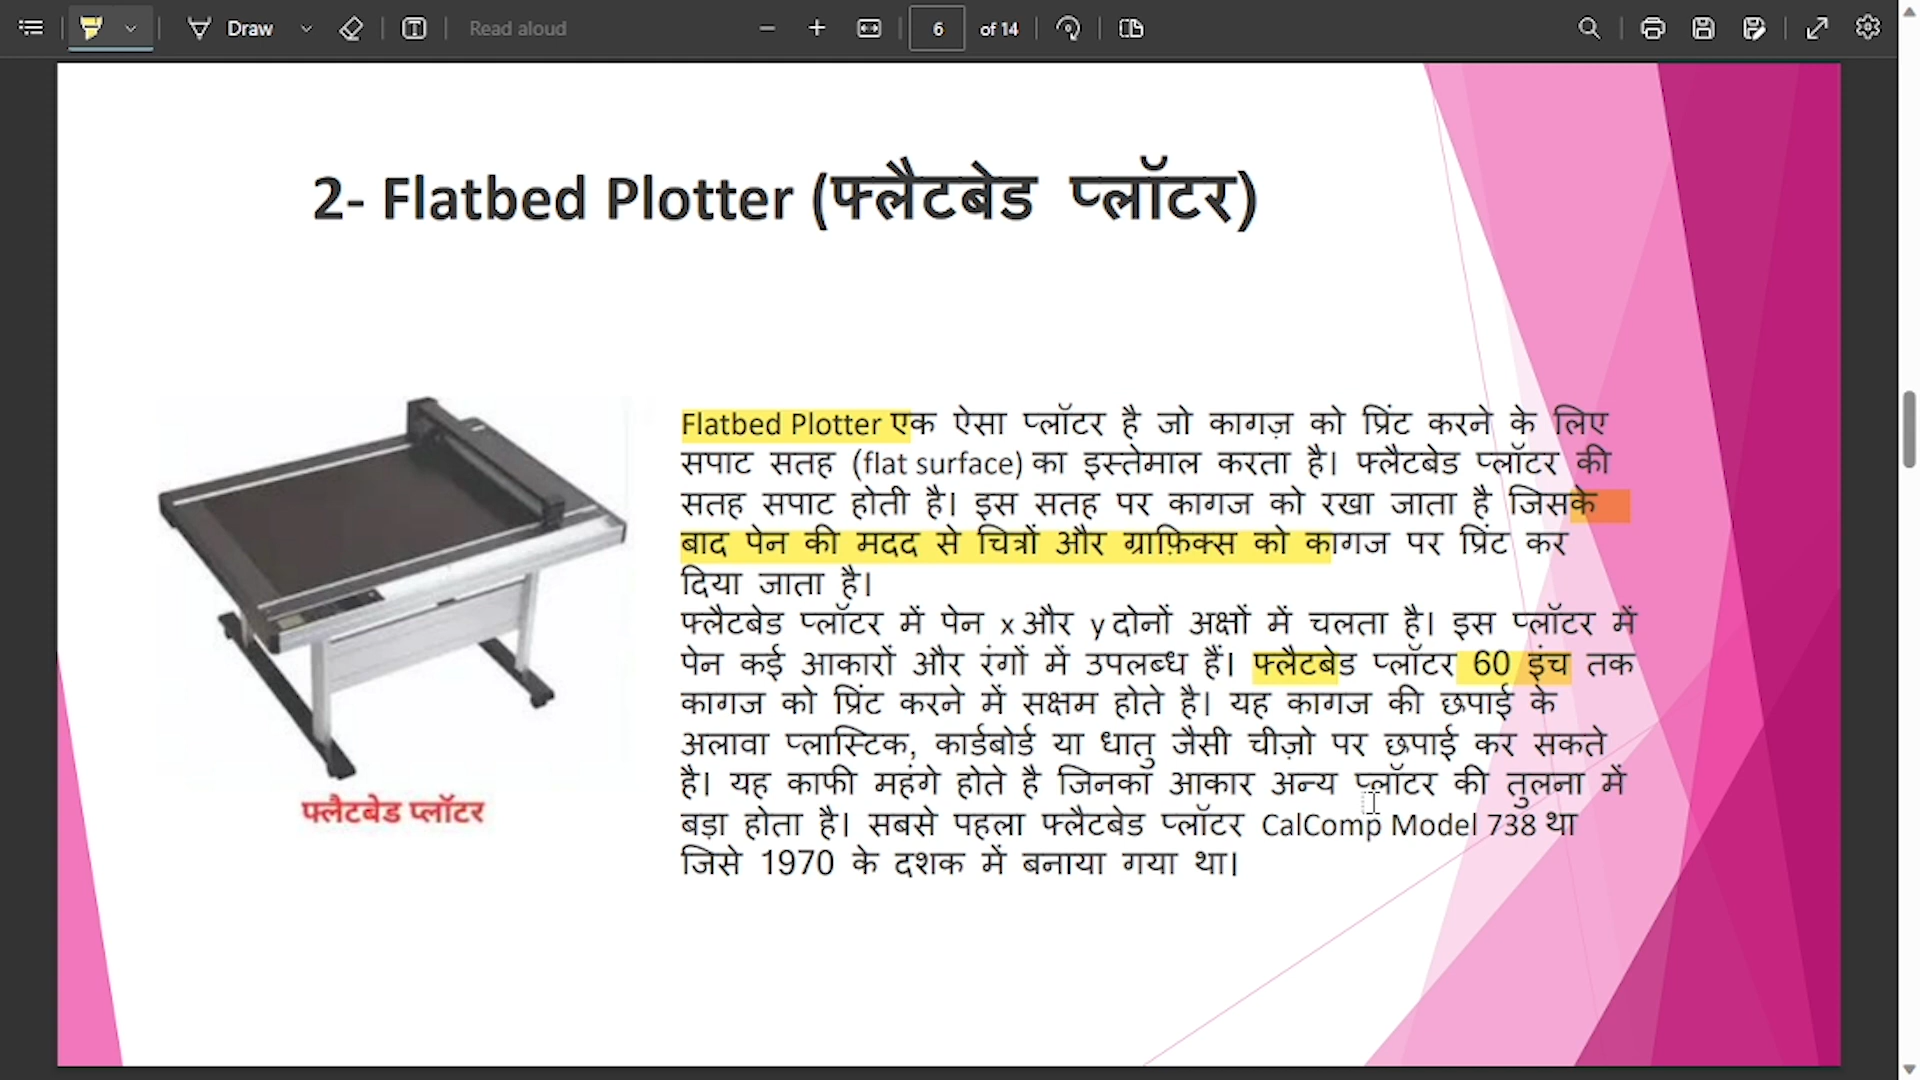 Draw
Read aloud
6 of 14
2- Flatbed Plotter (फ्लैटबेड प्लॉटर)
Flatbed Plotter एक ऐसा प्लॉटर है जो कागज़ को प्रिंट करने के लिए
सपाट सतह (flat surface) का इस्तेमाल करता है। फ्लैटबेड प्लॉटर की
सतह सपाट होती है। इस सतह पर कागज को रखा जाता है जिसके
बाद पेन की मदद से चित्रों और ग्राफ़िक्स को कागज पर प्रिंट कर
दिया जाता है।
फ्लैटबेड प्लॉटर में पेन x और y दोनों अक्षों में चलता है। इस प्लॉटर में
पेन कई आकारों और रंगों में उपलब्ध हैं। फ्लैटबेड प्लॉटर 60 इंच तक
कागज को प्रिंट करने में सक्षम होते है। यह कागज की छपाई के
अलावा प्लास्टिक, कार्डबोर्ड या धातु जैसी चीज़ो पर छपाई कर सकते
है। यह काफी महंगे होते है जिनका आकार अन्य प्लॉटर की तुलना में
बड़ा होता है। सबसे पहला फ्लैटबेड प्लॉटर CalComp Model 738 था
जिसे 1970 के दशक में बनाया गया था।
फ्लैटबेड प्लॉटर